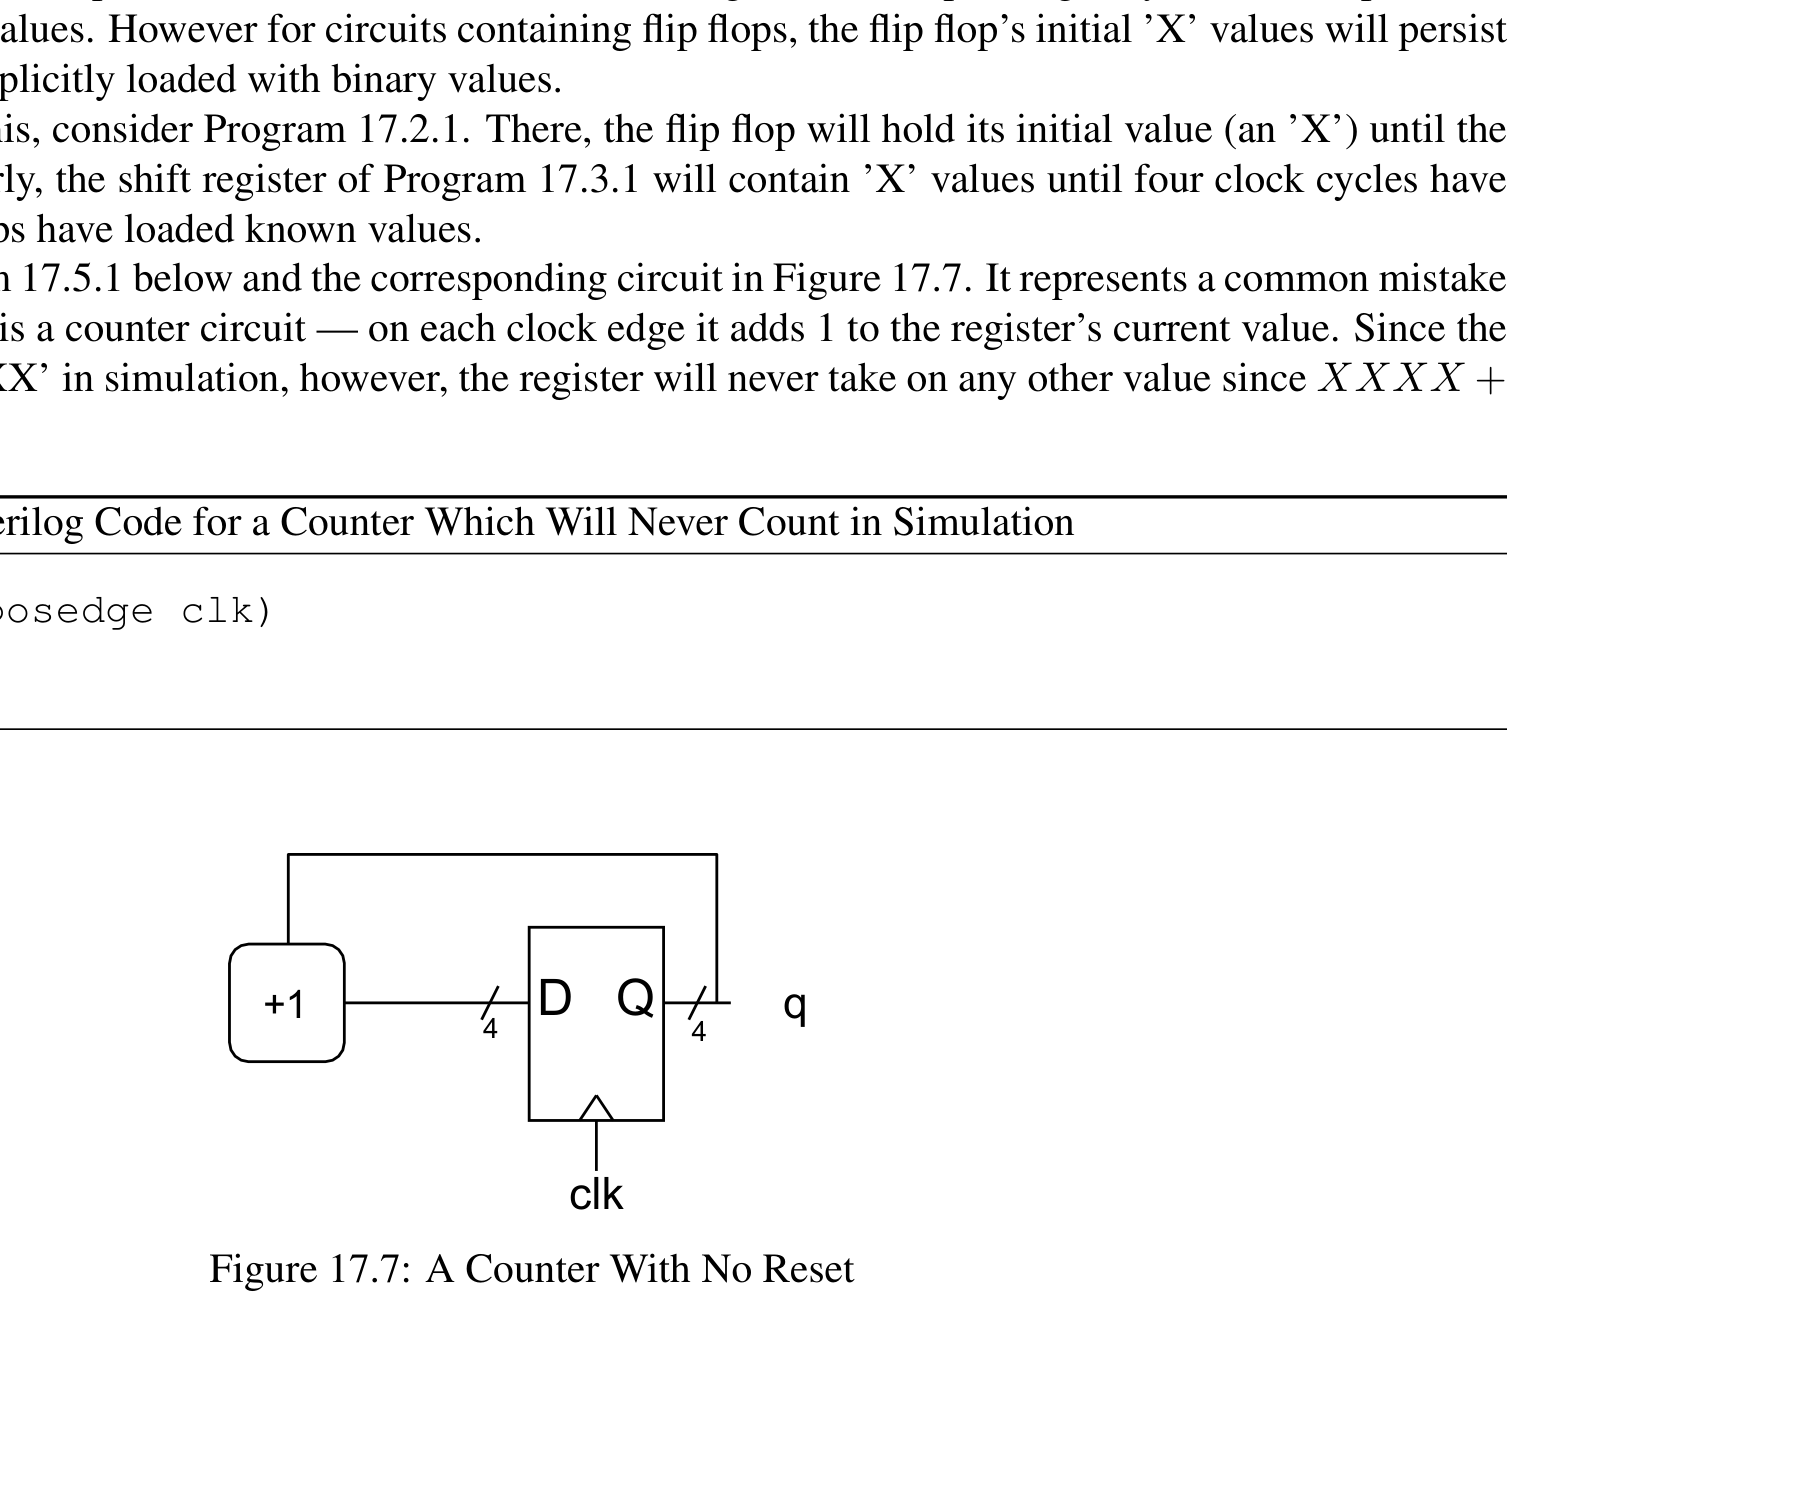 alues. However for circuits containing flip flops, the flip flop's initial 'X' values will persist
plicitly loaded with binary values.
is, consider Program 17.2.1. There, the flip flop will hold its initial value (an 'X') until the
rly, the shift register of Program 17.3.1 will contain 'X' values until four clock cycles have
ps have loaded known values.
17.5.1 below and the corresponding circuit in Figure 17.7. It represents a common mistake
is a counter circuit — on each clock edge it adds 1 to the register's current value. Since the
XX' in simulation, however, the register will never take on any other value since XXXX +
erilog Code for a Counter Which Will Never Count in Simulation
posedge clk)
+1
4
D Q
4
q
clk
Figure 17.7: A Counter With No Reset